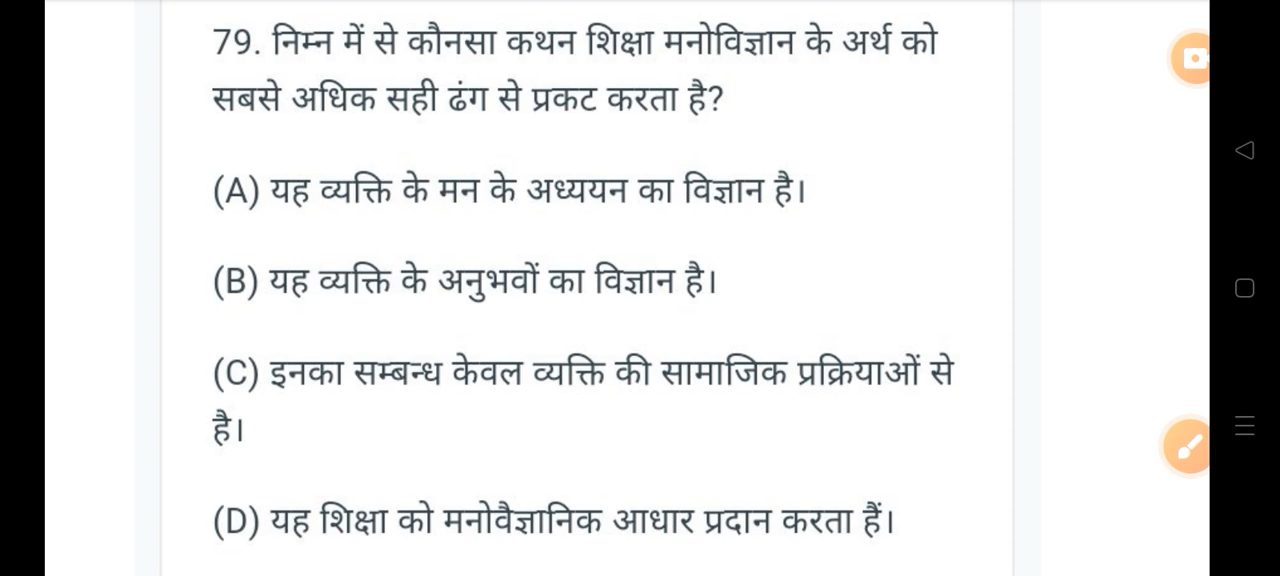 79. निम्न में से कौनसा कथन शिक्षा मनोविज्ञान के अर्थ को
सबसे अधिक सही ढंग से प्रकट करता है?
(A) यह व्यक्ति के मन के अध्ययन का विज्ञान है।
(B) यह व्यक्ति के अनुभवों का विज्ञान है।
(C) इनका सम्बन्ध केवल व्यक्ति की सामाजिक प्रक्रियाओं से
है।
(D) यह शिक्षा को मनोवैज्ञानिक आधार प्रदान करता हैं।